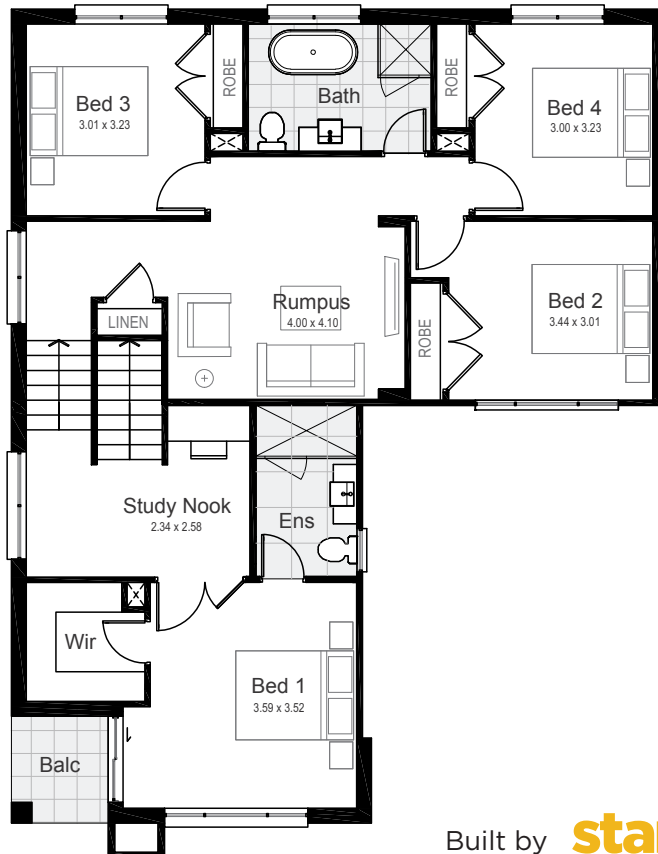 Bed 3
3.01 x 3.23
ROBE
Bath
ROBE
Bed 4
3.00 x 3.23
LINEN
Rumpus
4.00 x 4.10
ROBE
Bed 2
3.44 x 3.01
Study Nook
2.34 x 2.58
Ens
Wir
Bed 1
3.59 x 3.52
Balc
Built by star